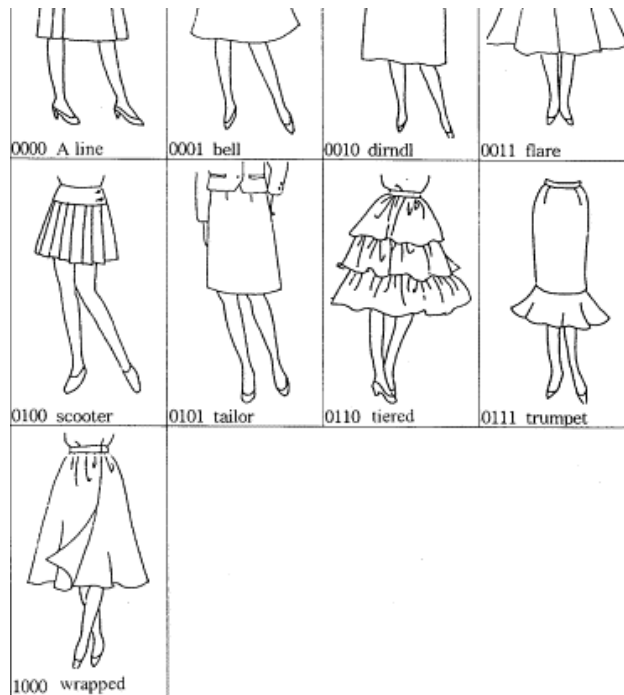 0000 A line
0001 bell
0010 dirndl
0011 flare
0100 scooter
0101 tailor
0110 tiered
0111 trumpet
1000 wrapped